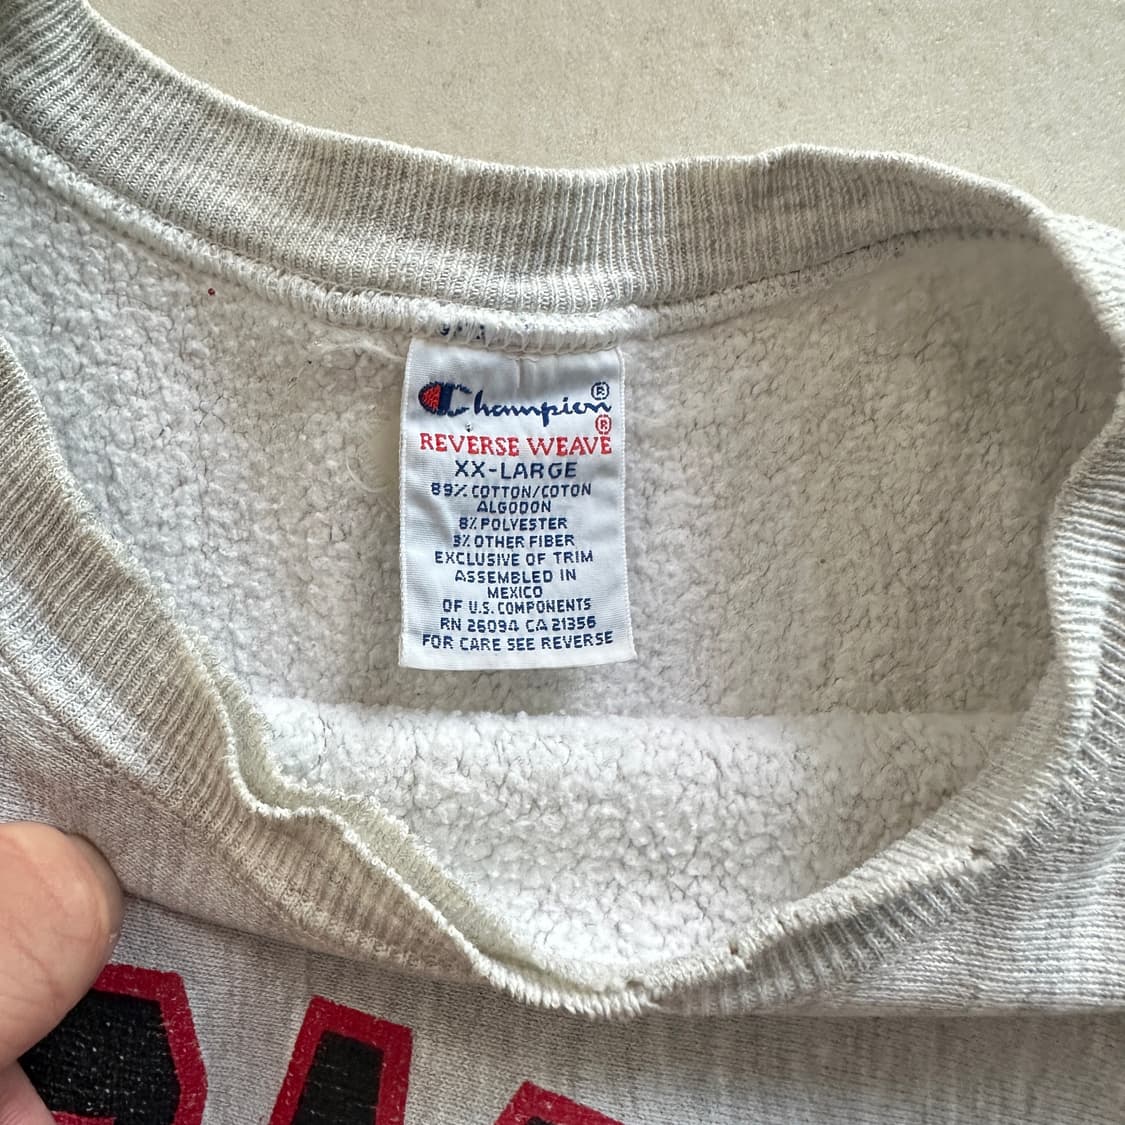 Champion®
REVERSE WEAVE®
XX-LARGE
89% COTTON/COTON
ALGODON
8% POLYESTER
3% OTHER FIBER
EXCLUSIVE OF TRIM
ASSEMBLED IN
MEXICO
OF U.S. COMPONENTS
RN 26094 CA 21356
FOR CARE SEE REVERSE